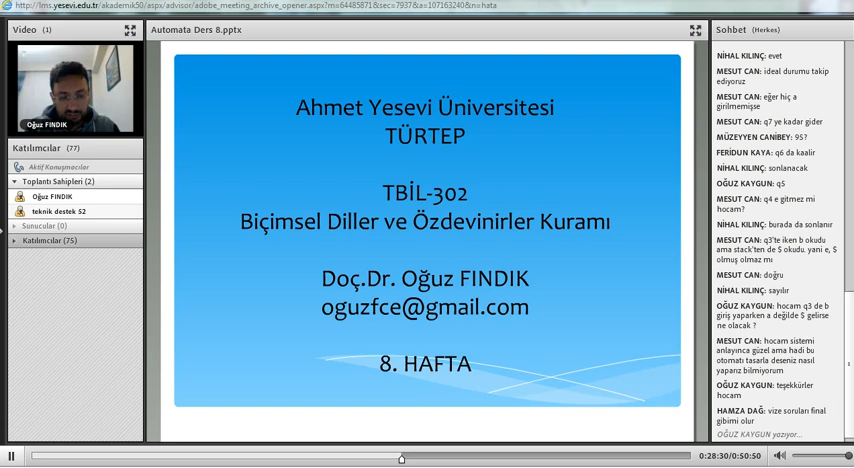 lms.yesevi.edu.tr/akademik50/aspx/advisor/adobe_meeting_archive_opener.aspx?m=64485871&sec=7937&a=107163240&n=hata
Video (1)
Oğuz FINDIK
Katılımcılar (77)
Aktif Konuşmacılar
Toplantı Sahipleri (2)
Oğuz FINDIK
teknik destek 52
Sunucular (0)
Katılımcılar (75)
Automata Ders 8.pptx
Ahmet Yesevi Üniversitesi
TÜRTEP
TBİL-302
Biçimsel Diller ve Özdevinirler Kuramı
Doç.Dr. Oğuz FINDIK
oguzfce@gmail.com
8. HAFTA
Sohbet (Herkes)
NİHAL KILINÇ: evet
MESUT CAN: ideal durumu takip
ediyoruz
MESUT CAN: eğer hiç a
girilmemişse
MESUT CAN: q7 ye kadar gider
MÜZEYYEN CANİBEY: 95?
FERİDUN KAYA: q6 da kaalir
NİHAL KILINÇ: sonlanacak
OĞUZ KAYGUN: q5
MESUT CAN: q4 e gitmez mi
hocam?
NİHAL KILINÇ: burada da sonlanır
MESUT CAN: q3'te iken b okudu
ama stack'ten de $ okudu. yani e, $
olmuş olmaz mı
MESUT CAN: doğru
NİHAL KILINÇ: sayılır
OĞUZ KAYGUN: hocam q3 de b
giriş yaparken a değilde $ gelirse
ne olacak ?
MESUT CAN: hocam sistemi
anlayınca güzel ama hadi bu
otomatı tasarla deseniz nasıl
yaparız bilmiyorum
OĞUZ KAYGUN: teşekkürler
hocam
HAMZA DAĞ: vize soruları final
gibimi olur
OĞUZ KAYGUN yazıyor...
0:28:30/0:50:50